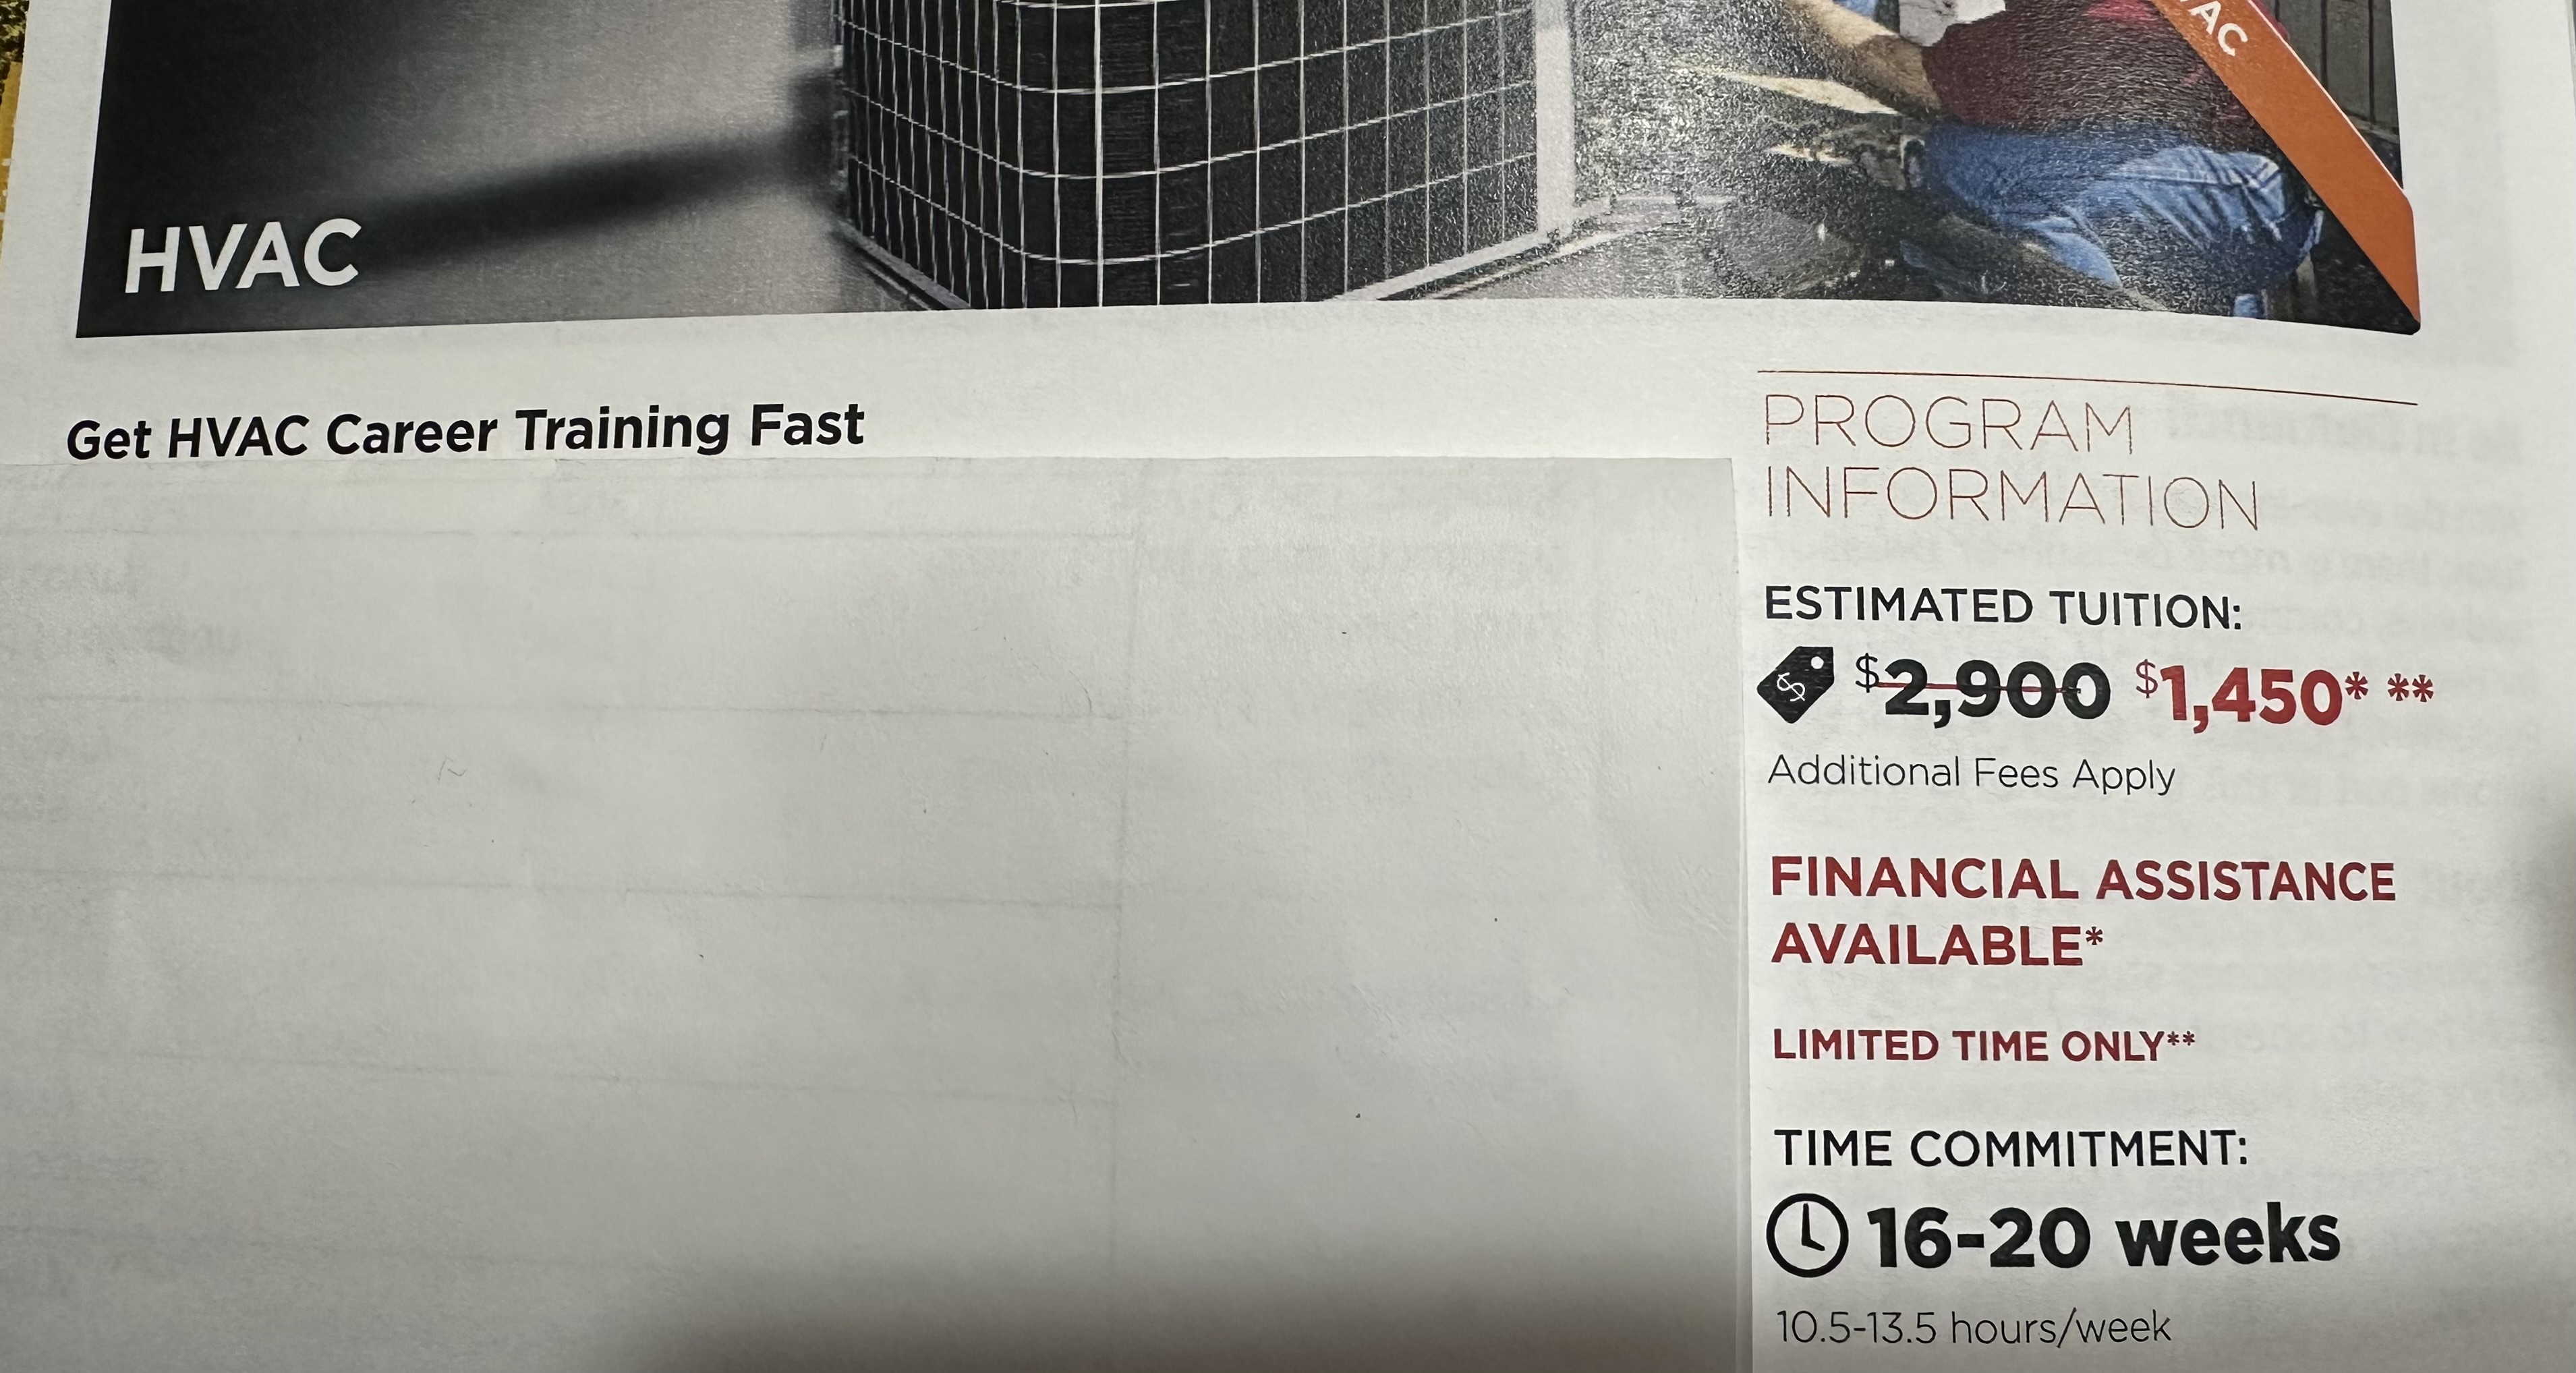 HVAC
Get HVAC Career Training Fast
PROGRAM
INFORMATION
ESTIMATED TUITION:
$2,900 $1,450* **
Additional Fees Apply
FINANCIAL ASSISTANCE
AVAILABLE*
LIMITED TIME ONLY**
TIME COMMITMENT:
16-20 weeks
10.5-13.5 hours/week